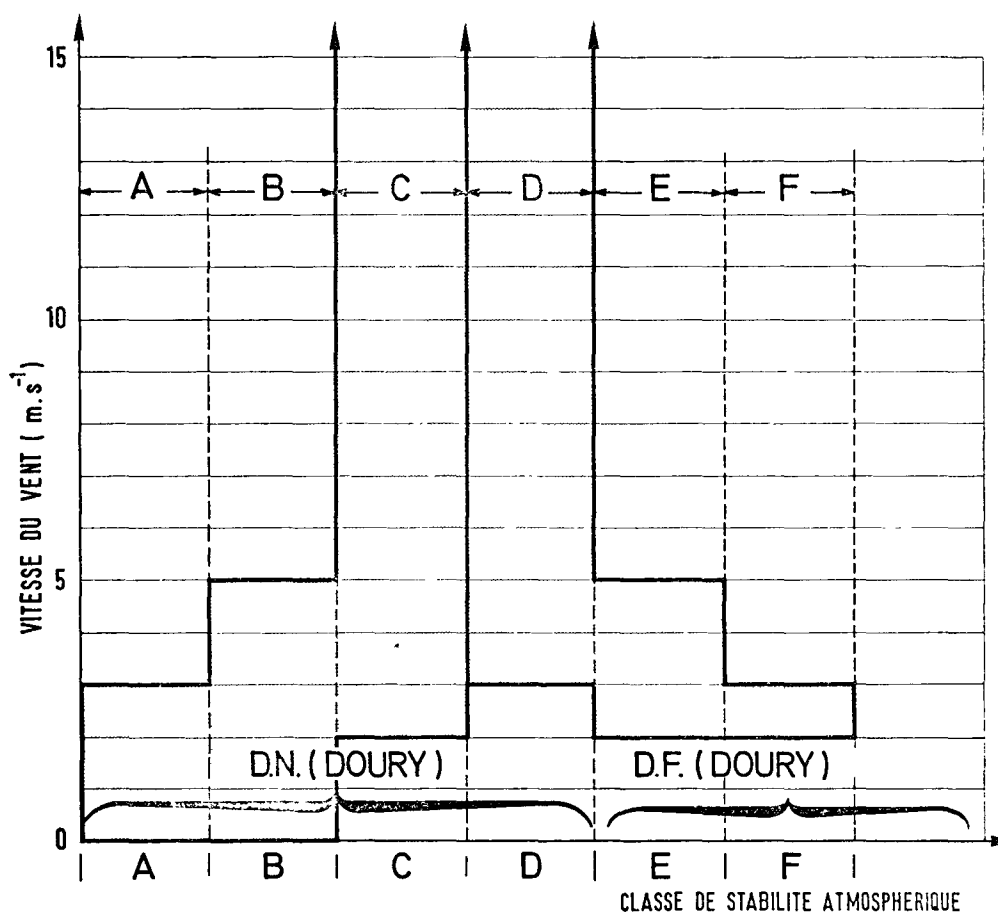 15
A B C D E F
10
VITESSE DU VENT ( m.s⁻¹ )
5
D.N. ( DOURY ) D.F. ( DOURY )
0
A B C D E F
CLASSE DE STABILITE ATMOSPHERIQUE